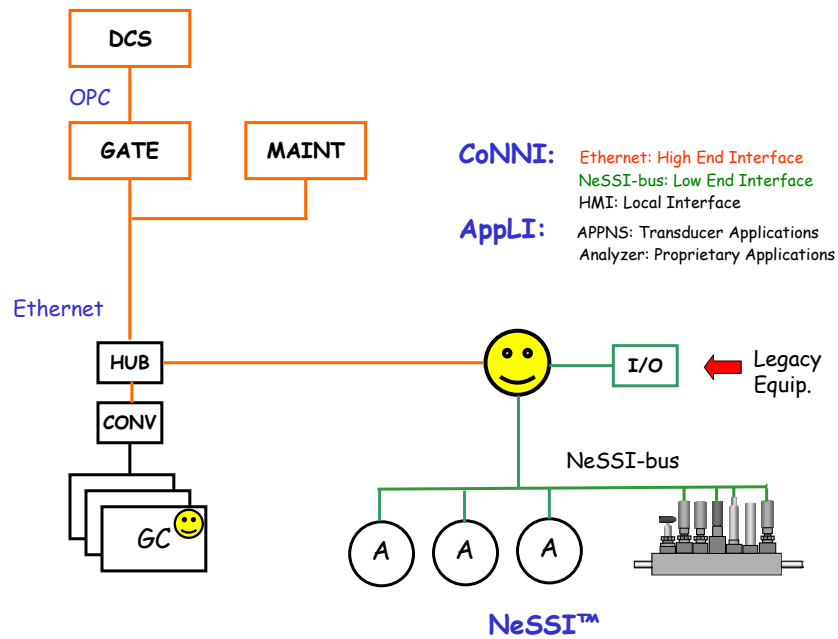 DCS
OPC
GATE
MAINT
CoNNI:
Ethernet: High End Interface
NeSSI-bus: Low End Interface
HMI: Local Interface
AppLI:
APPNS: Transducer Applications
Analyzer: Proprietary Applications
Ethernet
HUB
I/O
Legacy
Equip.
CONV
NeSSI-bus
GC
A
A
A
NeSSI™